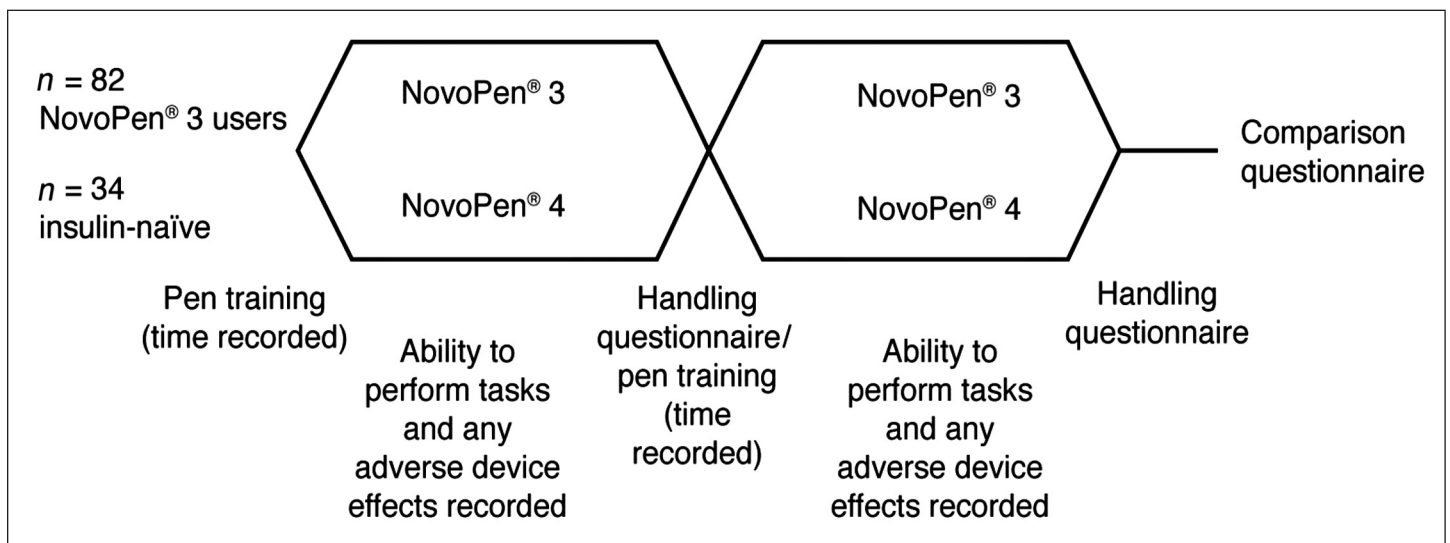 n = 82
NovoPen® 3 users
n = 34
insulin-naïve
Pen training
(time recorded)
NovoPen® 3
NovoPen® 4
Ability to
perform tasks
and any
adverse device
effects recorded
Handling
questionnaire/
pen training
(time
recorded)
NovoPen® 3
NovoPen® 4
Ability to
perform tasks
and any
adverse device
effects recorded
Handling
questionnaire
Comparison
questionnaire